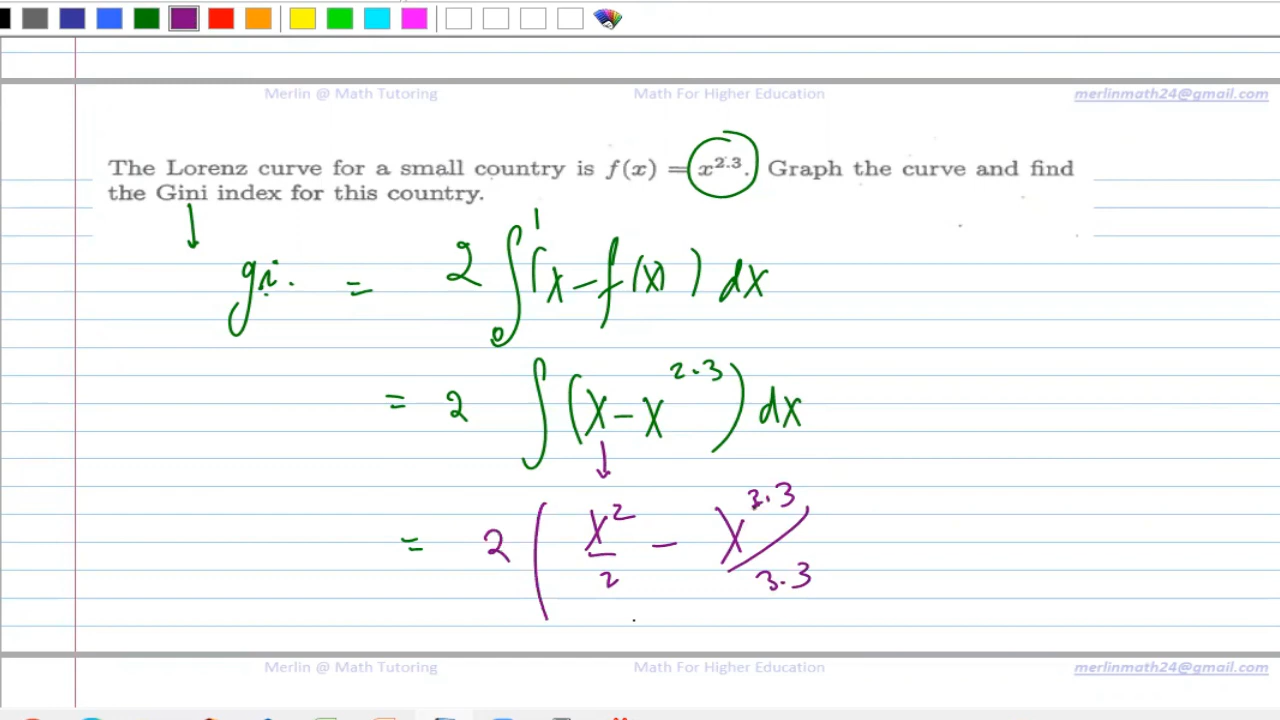 Merlin @ Math Tutoring Math For Higher Education merlinmath24@gmail.com
The Lorenz curve for a small country is f(x) = x^2.3. Graph the curve and find
the Gini index for this country.
gi. = 2 ∫₀¹ (x − f(x)) dx
= 2 ∫ (x − x^2.3) dx
= 2 ( x^2/2 − x^3.3/3.3
Merlin @ Math Tutoring Math For Higher Education merlinmath24@gmail.com